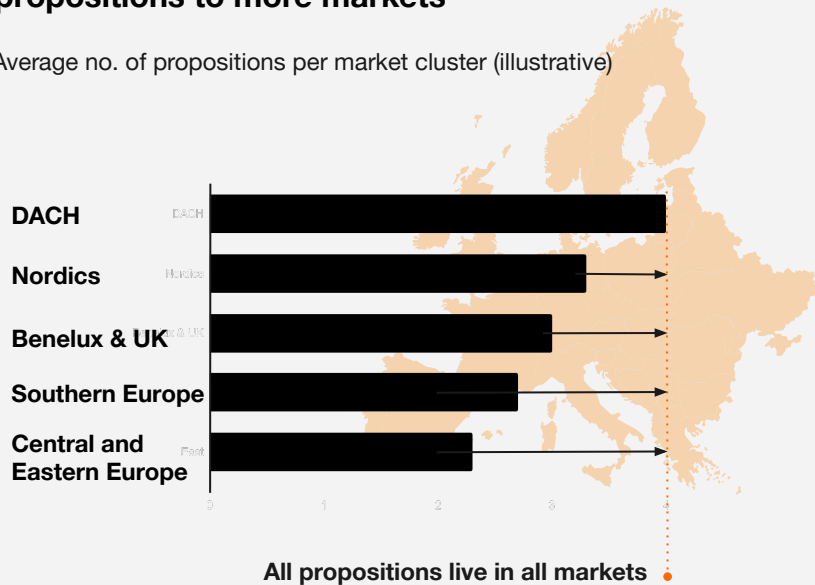 propositions to more markets
Average no. of propositions per market cluster (illustrative)
DACH
DACH
Nordics
Nordics
Benelux & UK
& UK
Southern Europe
Central and
Eastern Europe
East
0 1 2 3 4
All propositions live in all markets